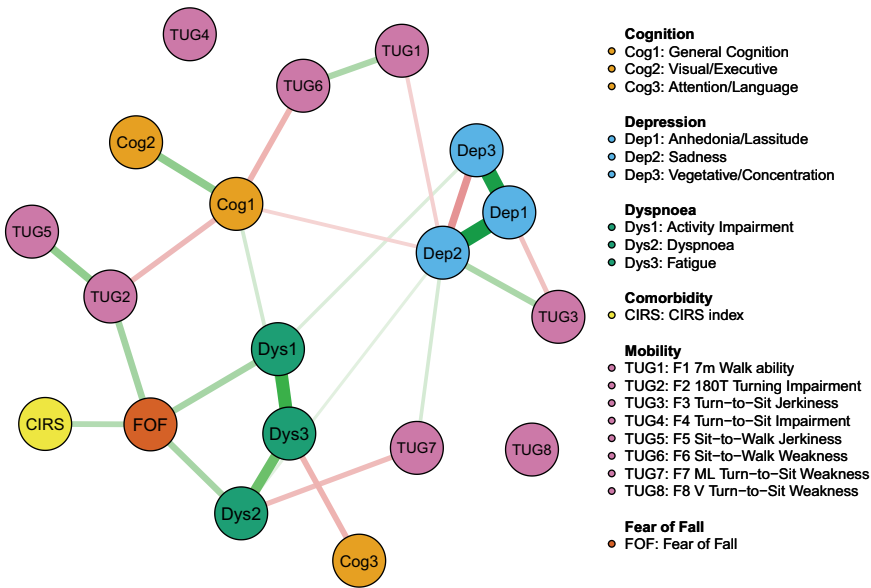 TUG4
TUG1
TUG6
Cog2
Dep3
Cog1
Dep1
TUG5
Dep2
TUG2
TUG3
Dys1
CIRS
FOF
Dys3
TUG7
TUG8
Dys2
Cog3
Cognition
Cog1: General Cognition
Cog2: Visual/Executive
Cog3: Attention/Language
Depression
Dep1: Anhedonia/Lassitude
Dep2: Sadness
Dep3: Vegetative/Concentration
Dyspnoea
Dys1: Activity Impairment
Dys2: Dyspnoea
Dys3: Fatigue
Comorbidity
CIRS: CIRS index
Mobility
TUG1: F1 7m Walk ability
TUG2: F2 180T Turning Impairment
TUG3: F3 Turn−to−Sit Jerkiness
TUG4: F4 Turn−to−Sit Impairment
TUG5: F5 Sit−to−Walk Jerkiness
TUG6: F6 Sit−to−Walk Weakness
TUG7: F7 ML Turn−to−Sit Weakness
TUG8: F8 V Turn−to−Sit Weakness
Fear of Fall
FOF: Fear of Fall